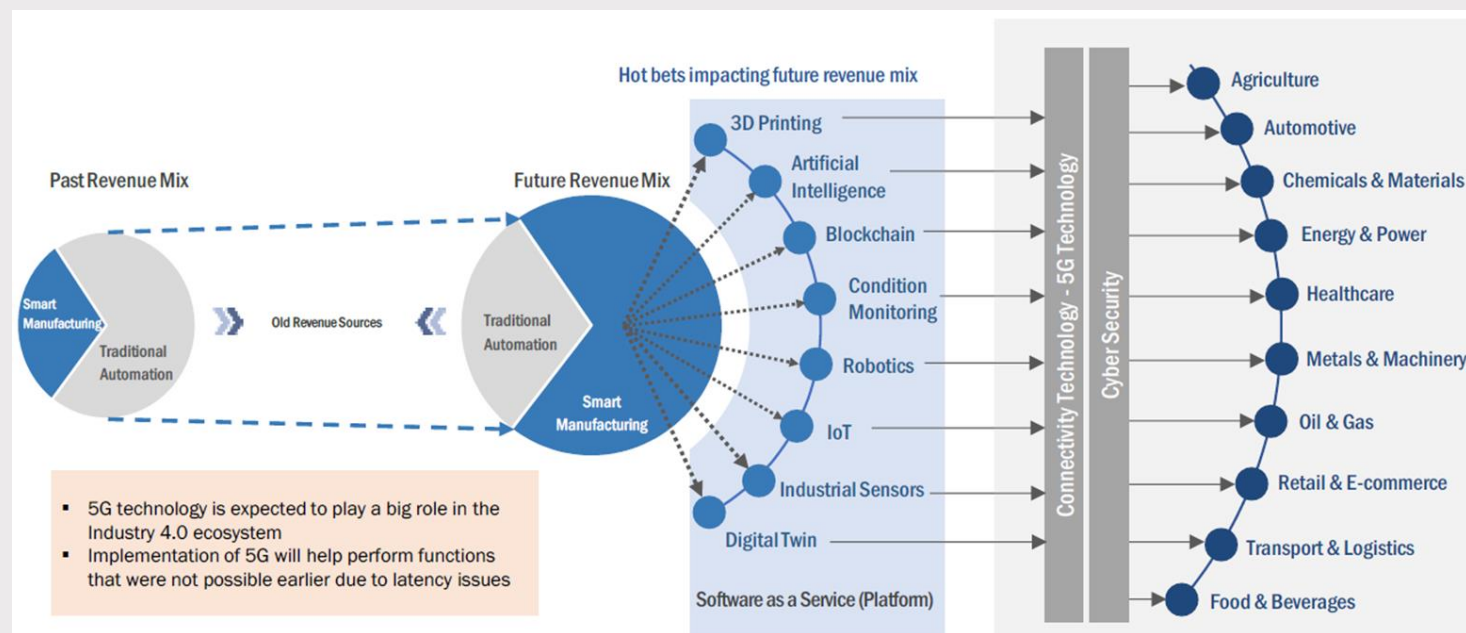 Hot bets impacting future revenue mix
Past Revenue Mix
Future Revenue Mix
Smart
Manufacturing
Traditional
Automation
Old Revenue Sources
Traditional
Automation
Smart
Manufacturing
3D Printing
Artificial
Intelligence
Blockchain
Condition
Monitoring
Robotics
IoT
Industrial Sensors
Digital Twin
Software as a Service (Platform)
Connectivity Technology - 5G Technology
Cyber Security
Agriculture
Automotive
Chemicals & Materials
Energy & Power
Healthcare
Metals & Machinery
Oil & Gas
Retail & E-commerce
Transport & Logistics
Food & Beverages
▪ 5G technology is expected to play a big role in the
Industry 4.0 ecosystem
▪ Implementation of 5G will help perform functions
that were not possible earlier due to latency issues